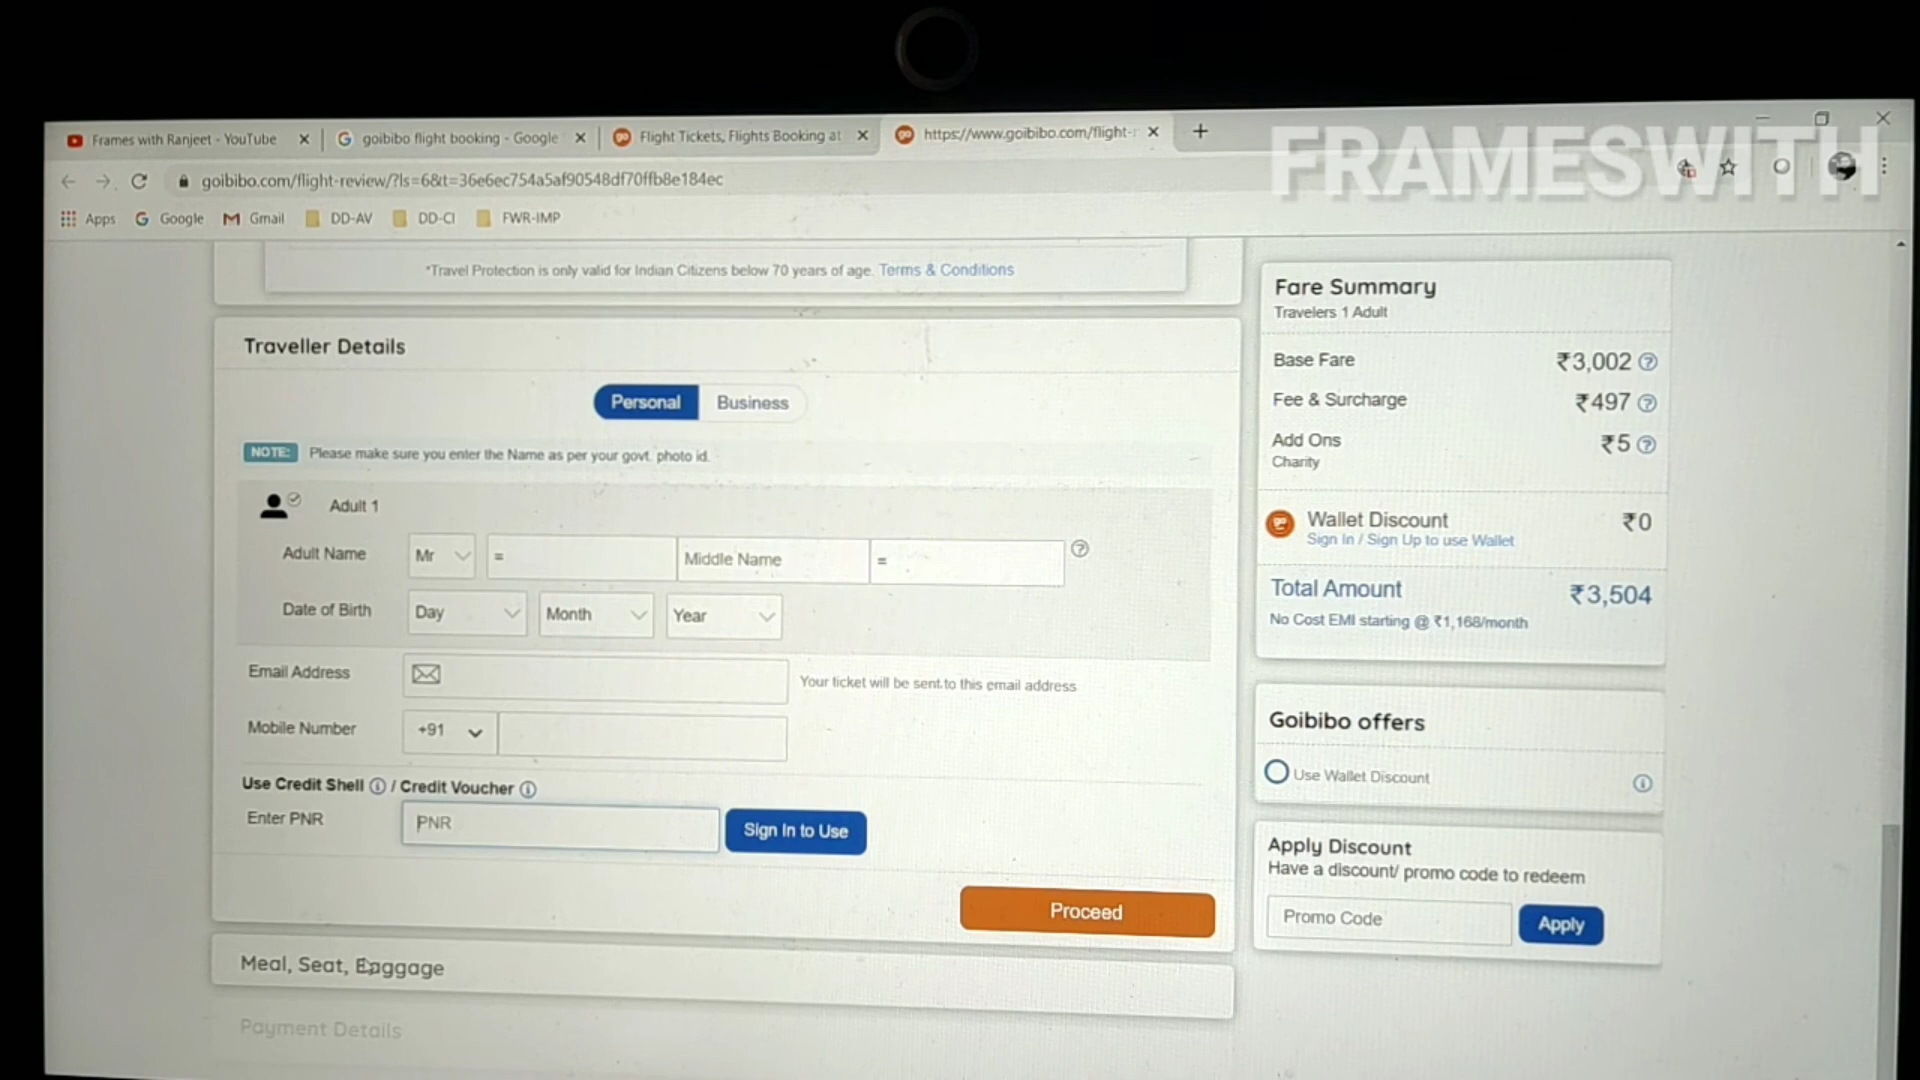 FRAMESWITH
Frames with Ranjeet - YouTube
goibibo flight booking - Google
Flight Tickets, Flights Booking at
https://www.goibibo.com/flight-r
goibibo.com/flight-review/?ls=6&t=36e6ec754a5af90548df70ffb8e184ec
Apps
Google
Gmail
DD-AV
DD-CI
FWR-IMP
*Travel Protection is only valid for Indian Citizens below 70 years of age. Terms & Conditions
Traveller Details
Personal
Business
NOTE: Please make sure you enter the Name as per your govt. photo id.
Adult 1
Adult Name
Mr
=
Middle Name
=
Date of Birth
Day
Month
Year
Email Address
Your ticket will be sent to this email address
Mobile Number
+91
Use Credit Shell / Credit Voucher
Enter PNR
PNR
Sign In to Use
Proceed
Meal, Seat, Baggage
Payment Details
Fare Summary
Travelers 1 Adult
Base Fare ₹3,002
Fee & Surcharge ₹497
Add Ons ₹5
Charity
go
Wallet Discount ₹0
Sign In / Sign Up to use Wallet
Total Amount ₹3,504
No Cost EMI starting @ ₹1,168/month
Goibibo offers
Use Wallet Discount
Apply Discount
Have a discount/ promo code to redeem
Promo Code
Apply